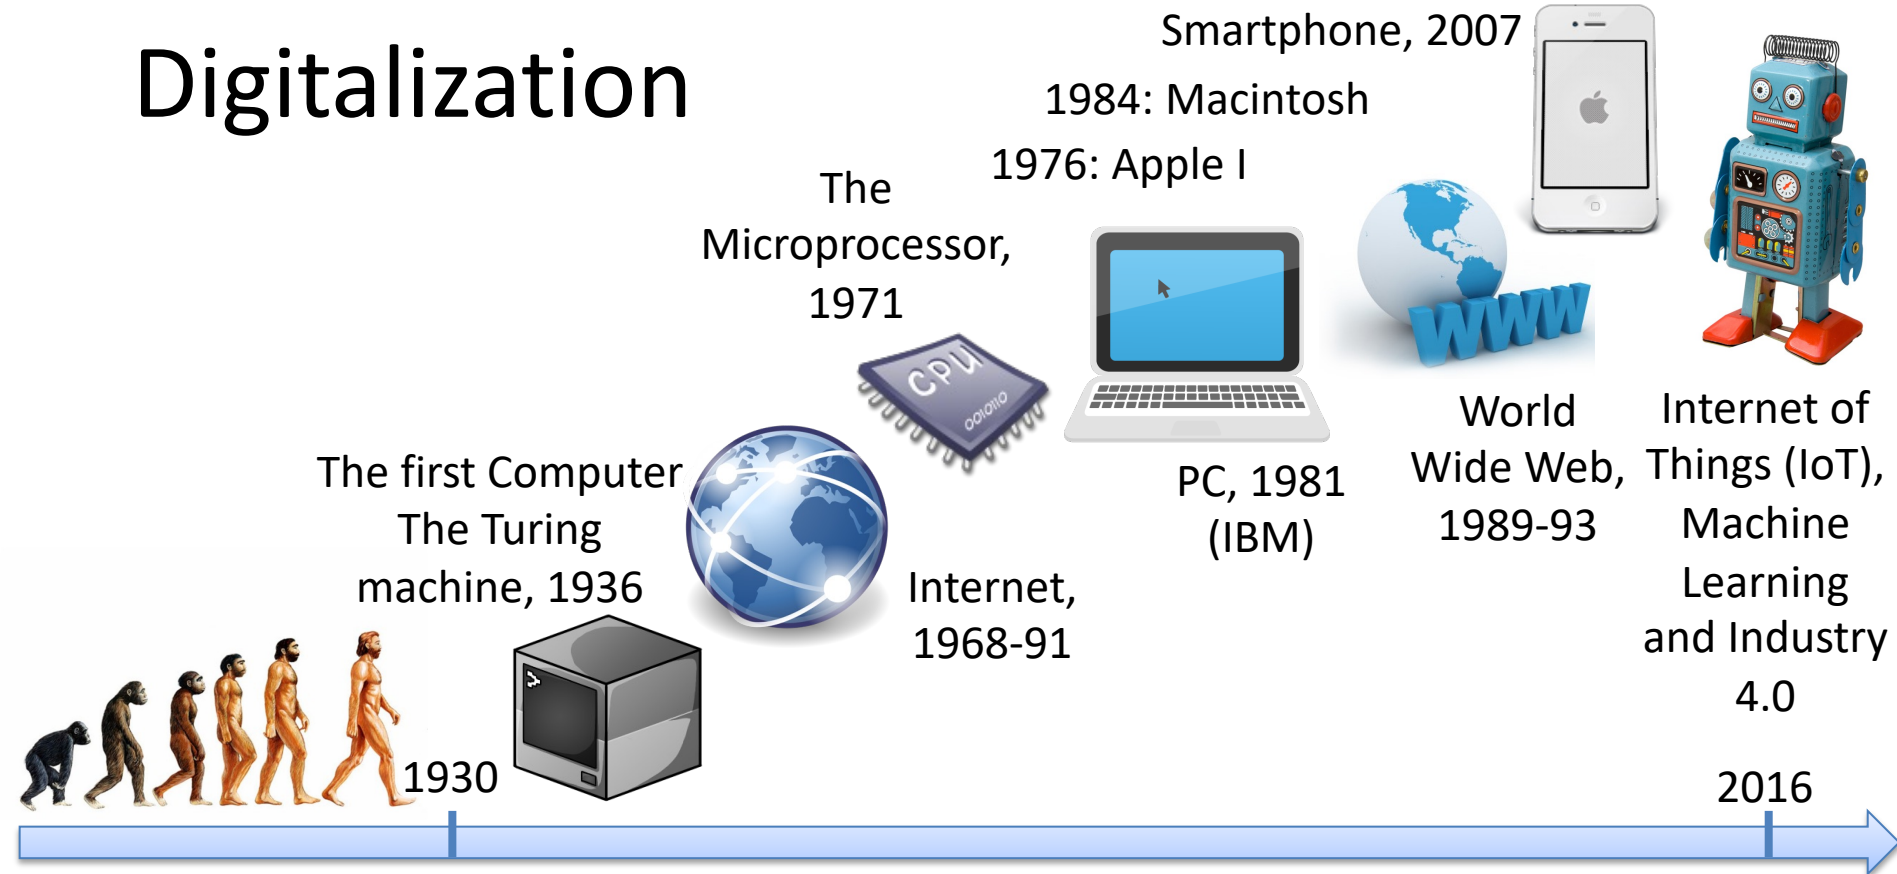 Digitalization
Smartphone, 2007
1984: Macintosh
1976: Apple I
The
Microprocessor,
1971
CPU
0010110
WWW
World
Wide Web,
1989-93
Internet of
Things (IoT),
Machine
Learning
and Industry
4.0
PC, 1981
(IBM)
The first Computer
The Turing
machine, 1936
>
Internet,
1968-91
1930
2016